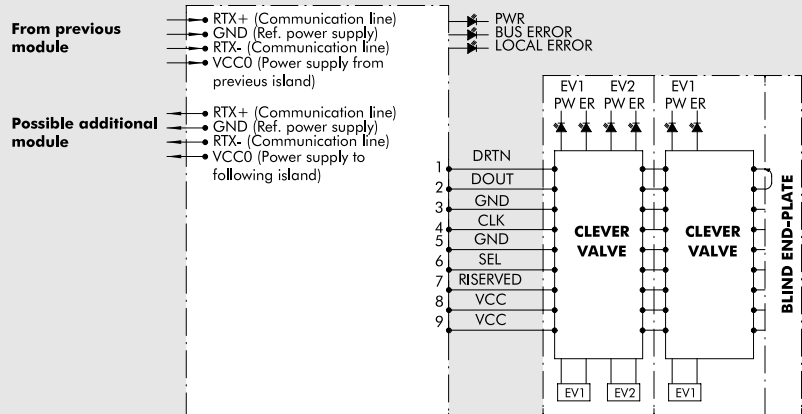 From previous
module
RTX+ (Communication line)
GND (Ref. power supply)
RTX- (Communication line)
VCC0 (Power supply from
previeus island)
Possible additional
module
RTX+ (Communication line)
GND (Ref. power supply)
RTX- (Communication line)
VCC0 (Power supply to
following island)
PWR
BUS ERROR
LOCAL ERROR
EV1 EV2 EV1
PW ER PW ER PW ER
1 DRTN
2 DOUT
3 GND
4 CLK
5 GND
6 SEL
7 RISERVED
8 VCC
9 VCC
CLEVER
VALVE
CLEVER
VALVE
BLIND END-PLATE
EV1 EV2 EV1